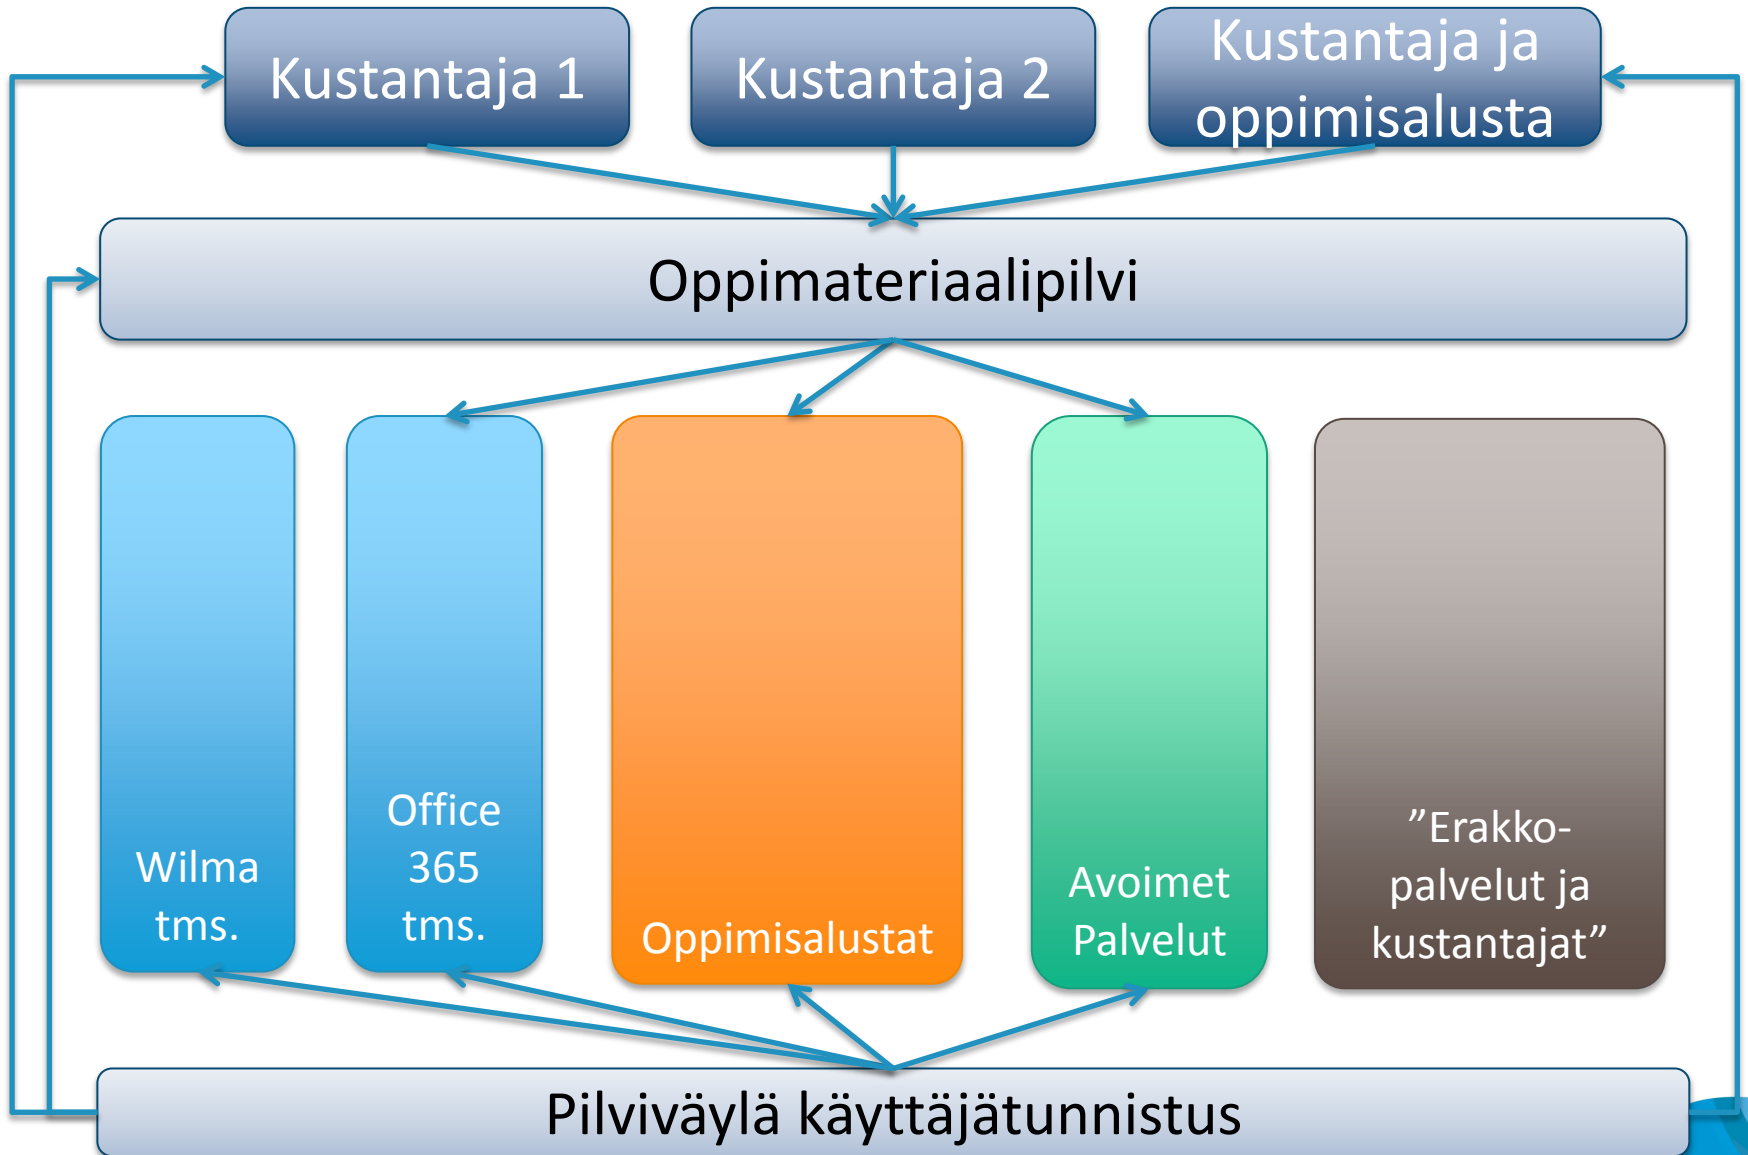 Kustantaja 1
Kustantaja 2
Kustantaja ja
oppimisalusta
Oppimateriaalipilvi
Wilma
tms.
Office
365
tms.
Oppimisalustat
Avoimet
Palvelut
”Erakko-
palvelut ja
kustantajat”
Pilviväylä käyttäjätunnistus